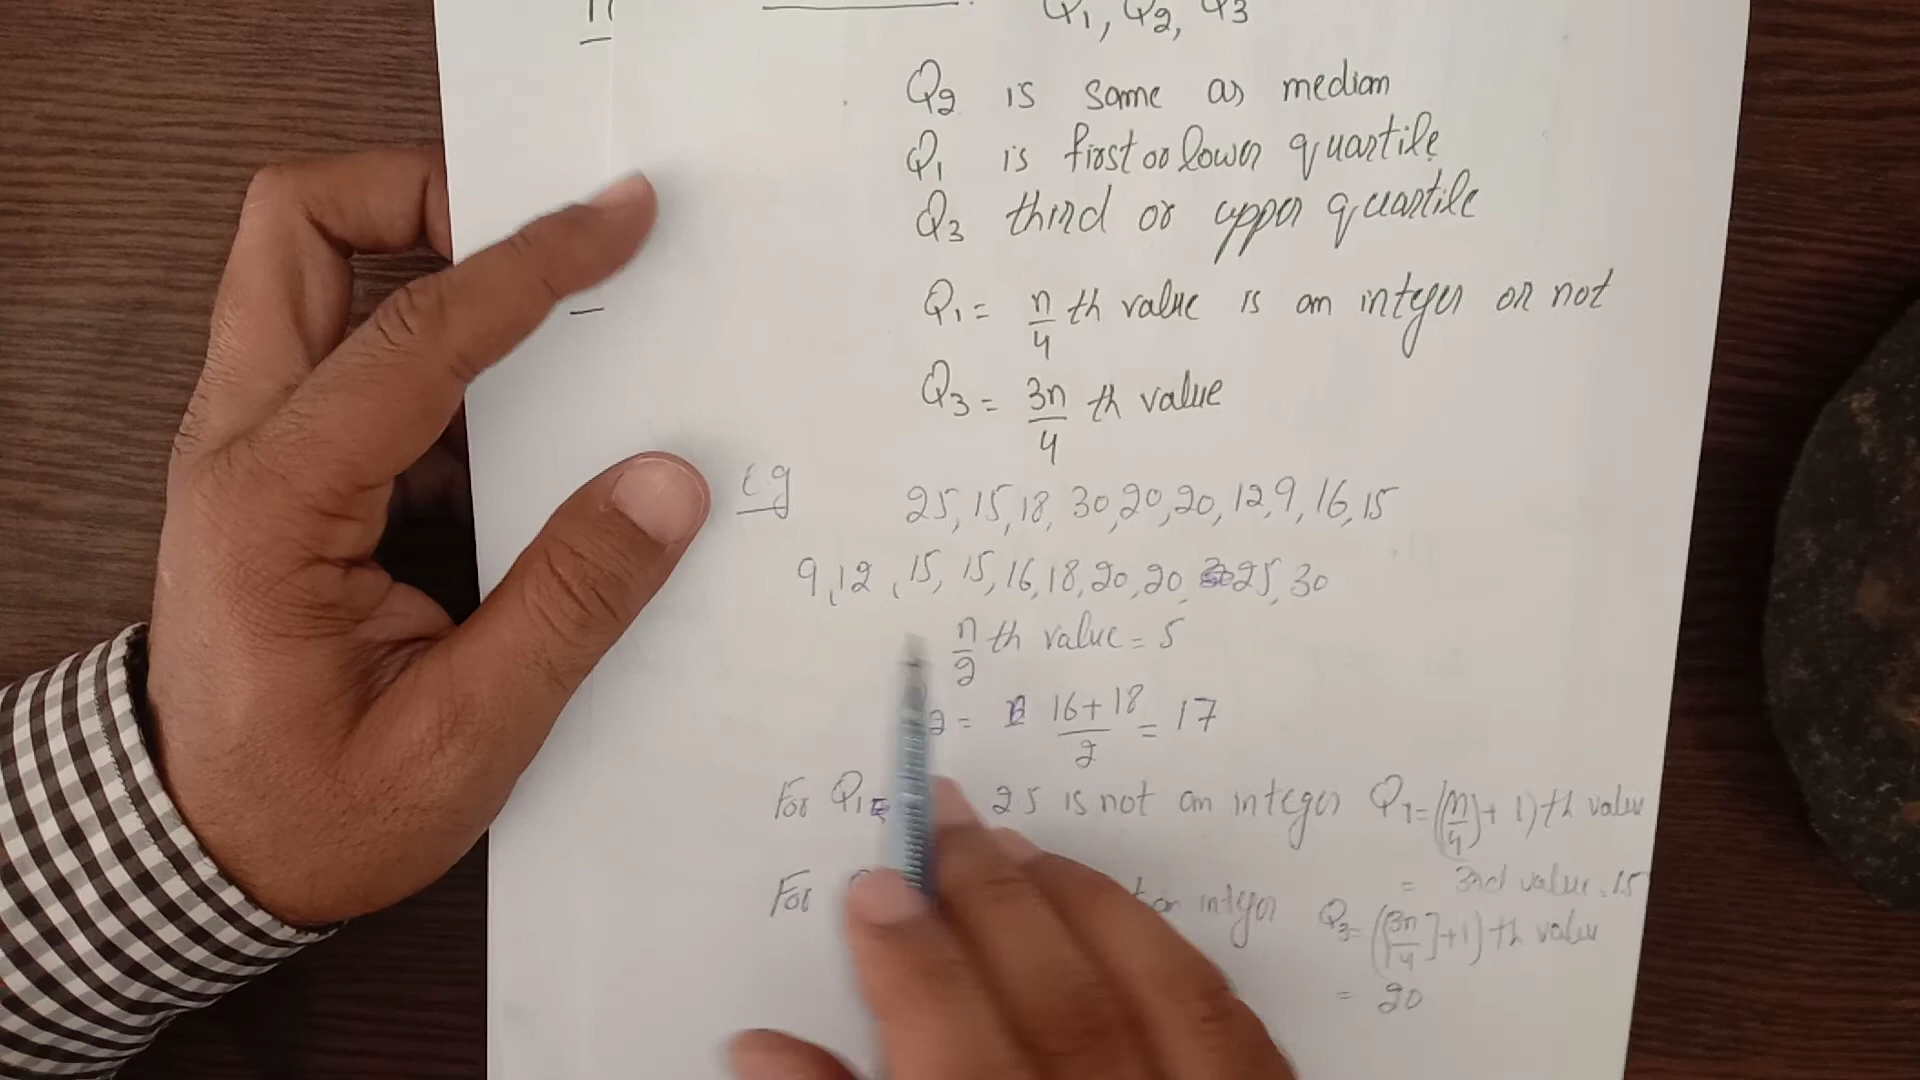 Q1, Q2, Q3
Q2 is same as median
Q1 is first or lower quartile
Q3 third or upper quartile
Q1 = n/4 th value is an integer or not
Q3 = 3n/4 th value
Eg 25, 15, 18, 30, 20, 20, 12, 9, 16, 15
9, 12, 15, 15, 16, 18, 20, 20, 25, 30
n/2 th value = 5
2 = 16+18/2 = 17
For Q1 = 25 is not an integer Q1 = ([n/4] + 1) th value
= 3rd value. 15
For an integer Q3 = ([3n/4] + 1) th value
= 20